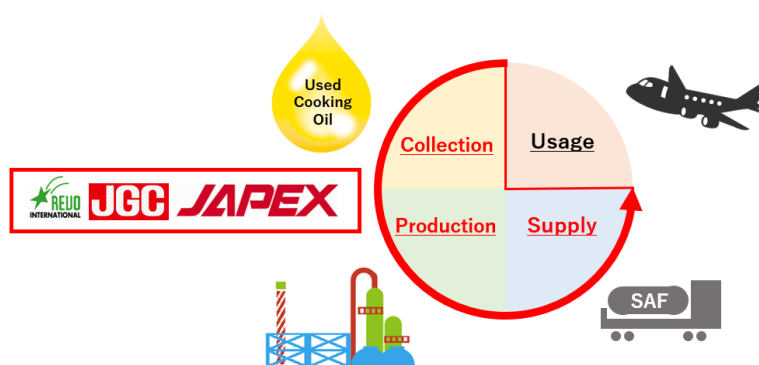 Used
Cooking
Oil
Collection
Usage
REVO
INTERNATIONAL
JGC
JAPEX
Production
Supply
SAF